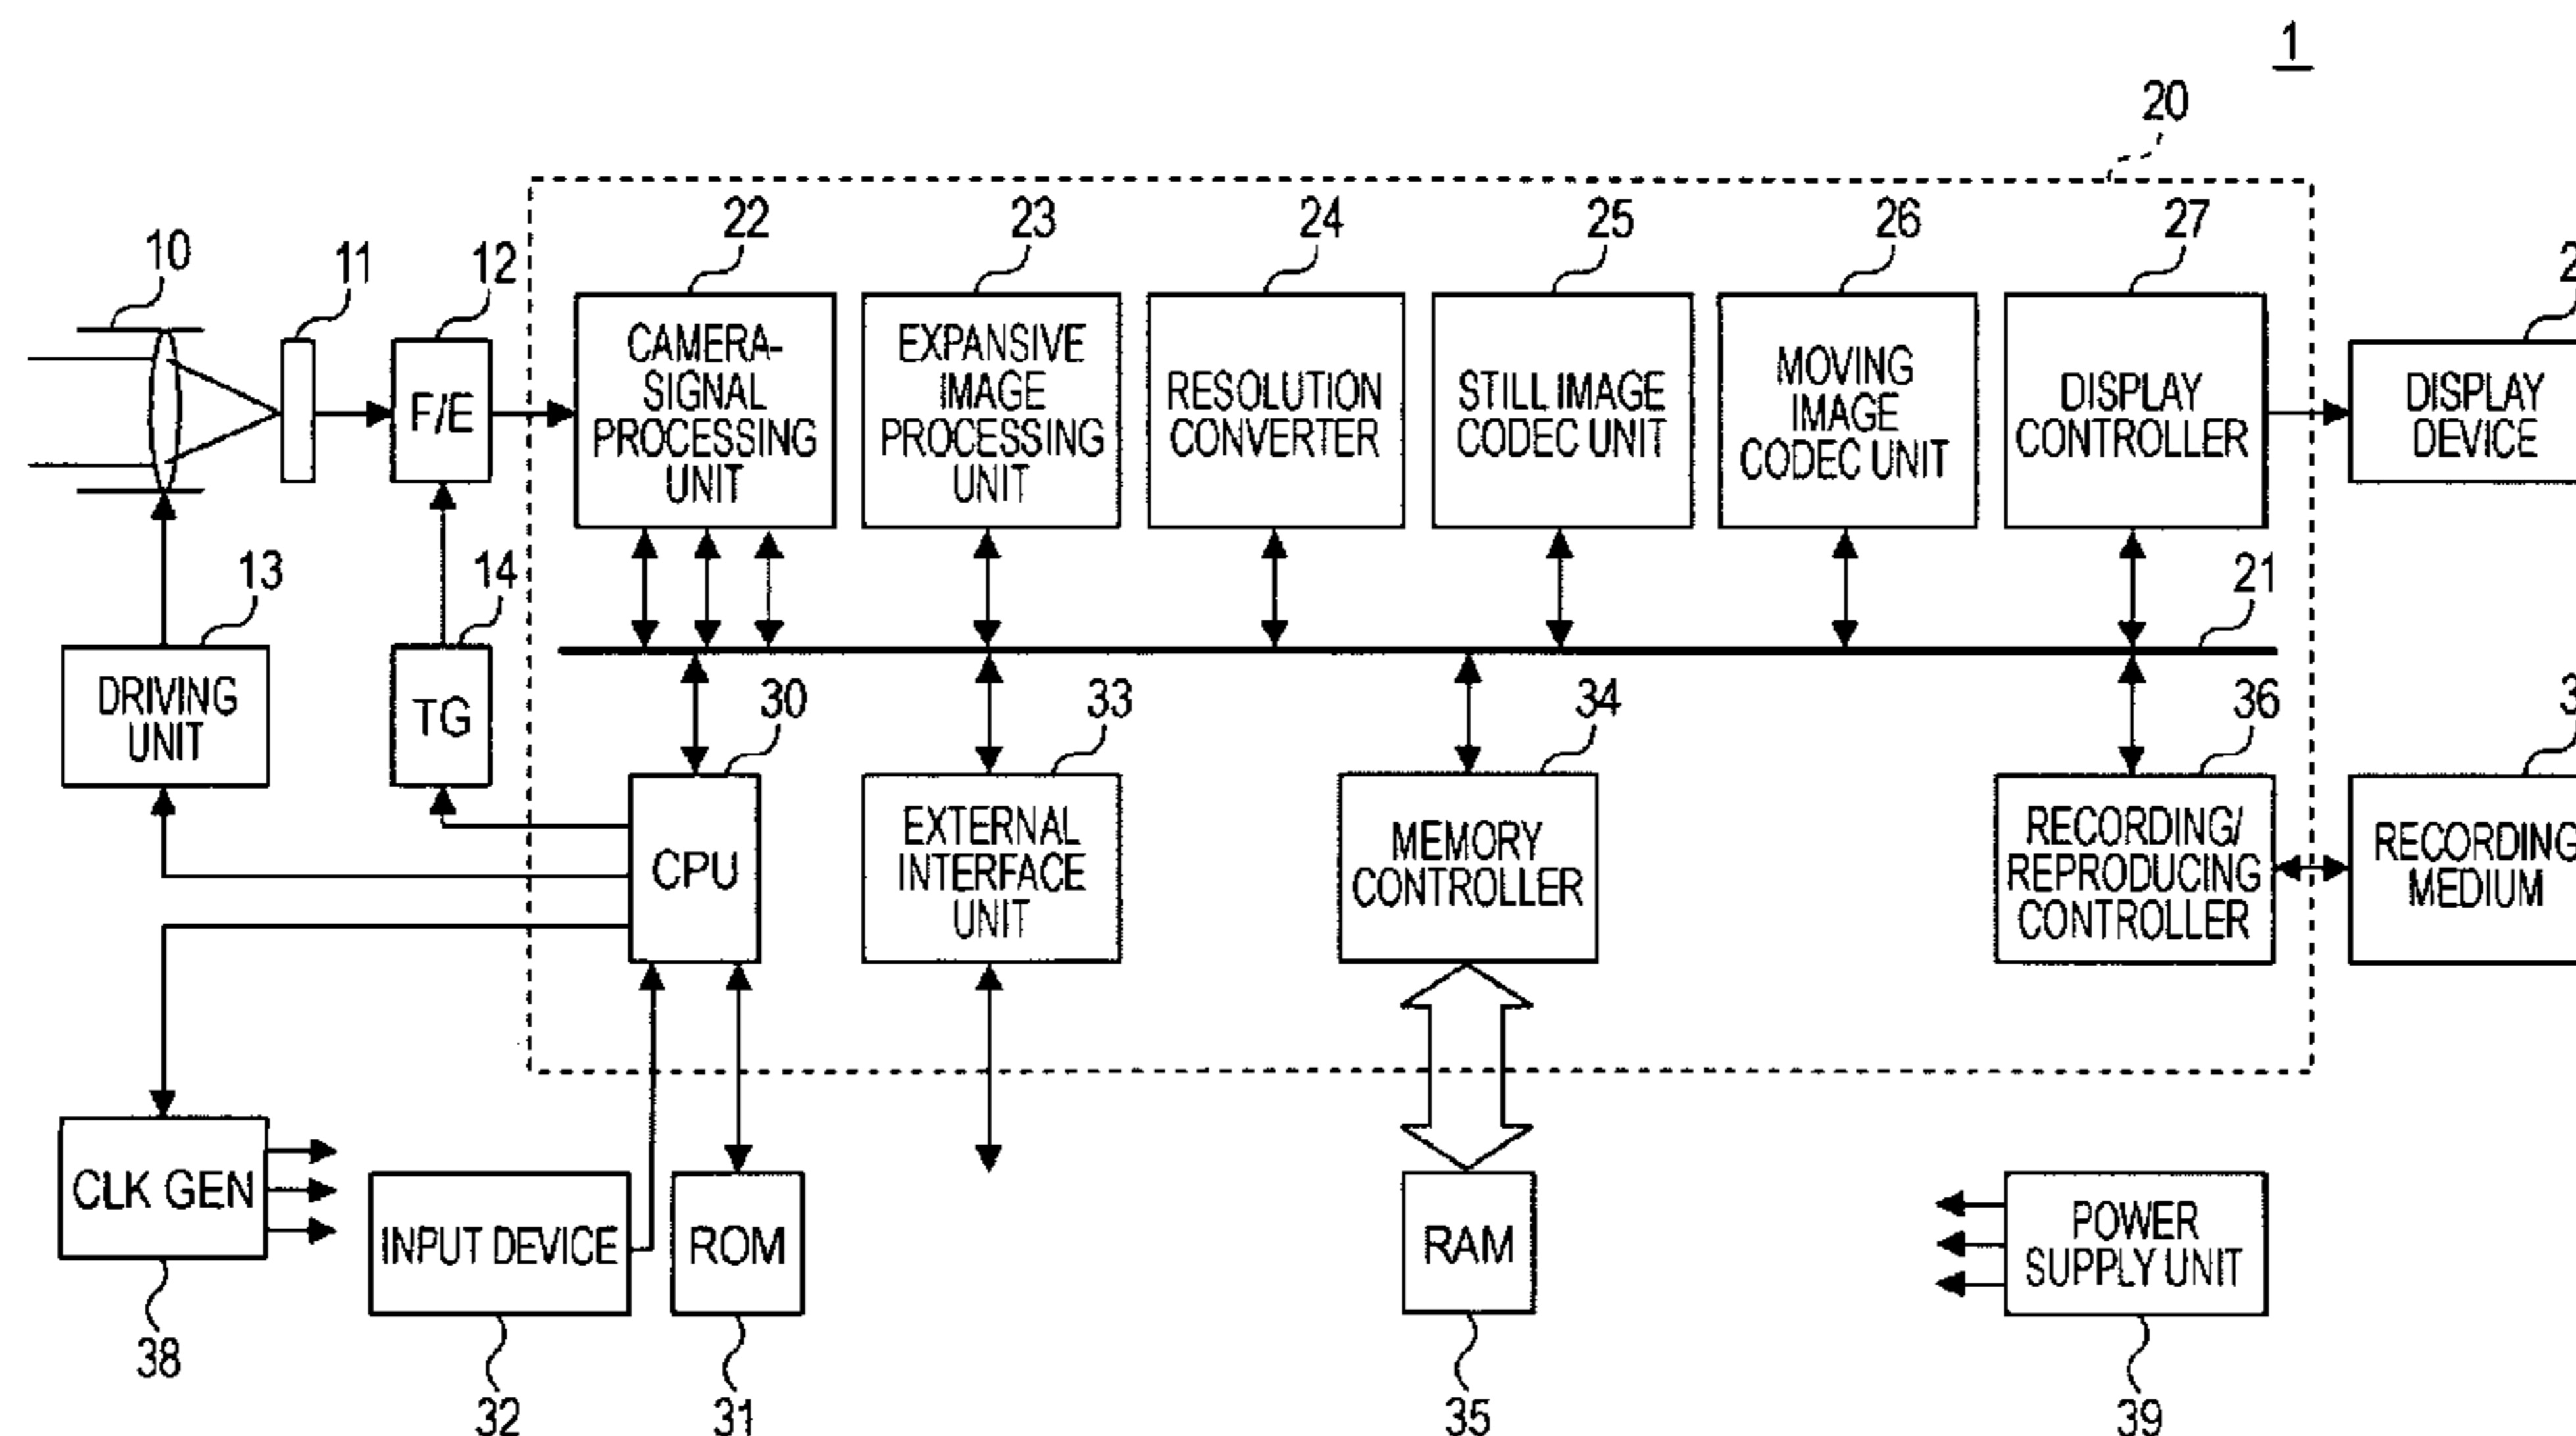 1
20
22
23
24
25
26
27
10
11
12
CAMERA-
SIGNAL
PROCESSING
UNIT
EXPANSIVE
IMAGE
PROCESSING
UNIT
RESOLUTION
CONVERTER
STILL IMAGE
CODEC UNIT
MOVING
IMAGE
CODEC UNIT
DISPLAY
CONTROLLER
DISPLAY
DEVICE
F/E
13
14
21
DRIVING
UNIT
TG
30
33
34
36
CPU
EXTERNAL
INTERFACE
UNIT
MEMORY
CONTROLLER
RECORDING/
REPRODUCING
CONTROLLER
RECORDING
MEDIUM
CLK GEN
INPUT DEVICE
ROM
RAM
POWER
SUPPLY UNIT
38
32
31
35
39